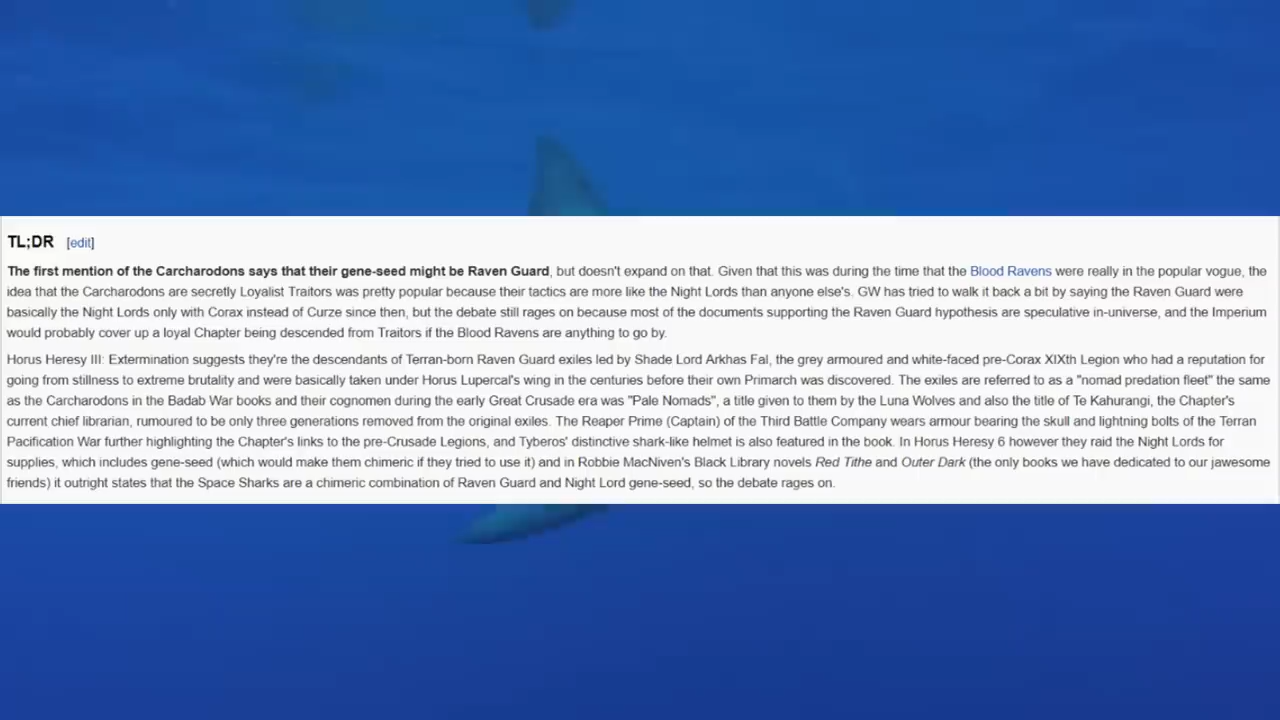 TL;DR [edit]
The first mention of the Carcharodons says that their gene-seed might be Raven Guard, but doesn't expand on that. Given that this was during the time that the Blood Ravens were really in the popular vogue, the
idea that the Carcharodons are secretly Loyalist Traitors was pretty popular because their tactics are more like the Night Lords than anyone else's. GW has tried to walk it back a bit by saying the Raven Guard were
basically the Night Lords only with Corax instead of Curze since then, but the debate still rages on because most of the documents supporting the Raven Guard hypothesis are speculative in-universe, and the Imperium
would probably cover up a loyal Chapter being descended from Traitors if the Blood Ravens are anything to go by.
Horus Heresy III: Extermination suggests they're the descendants of Terran-born Raven Guard exiles led by Shade Lord Arkhas Fal, the grey armoured and white-faced pre-Corax XIXth Legion who had a reputation for
going from stillness to extreme brutality and were basically taken under Horus Lupercal's wing in the centuries before their own Primarch was discovered. The exiles are referred to as a "nomad predation fleet" the same
as the Carcharodons in the Badab War books and their cognomen during the early Great Crusade era was "Pale Nomads", a title given to them by the Luna Wolves and also the title of Te Kahurangi, the Chapter's
current chief librarian, rumoured to be only three generations removed from the original exiles. The Reaper Prime (Captain) of the Third Battle Company wears armour bearing the skull and lightning bolts of the Terran
Pacification War further highlighting the Chapter's links to the pre-Crusade Legions, and Tyberos' distinctive shark-like helmet is also featured in the book. In Horus Heresy 6 however they raid the Night Lords for
supplies, which includes gene-seed (which would make them chimeric if they tried to use it) and in Robbie MacNiven's Black Library novels Red Tithe and Outer Dark (the only books we have dedicated to our jawesome
friends) it outright states that the Space Sharks are a chimeric combination of Raven Guard and Night Lord gene-seed, so the debate rages on.